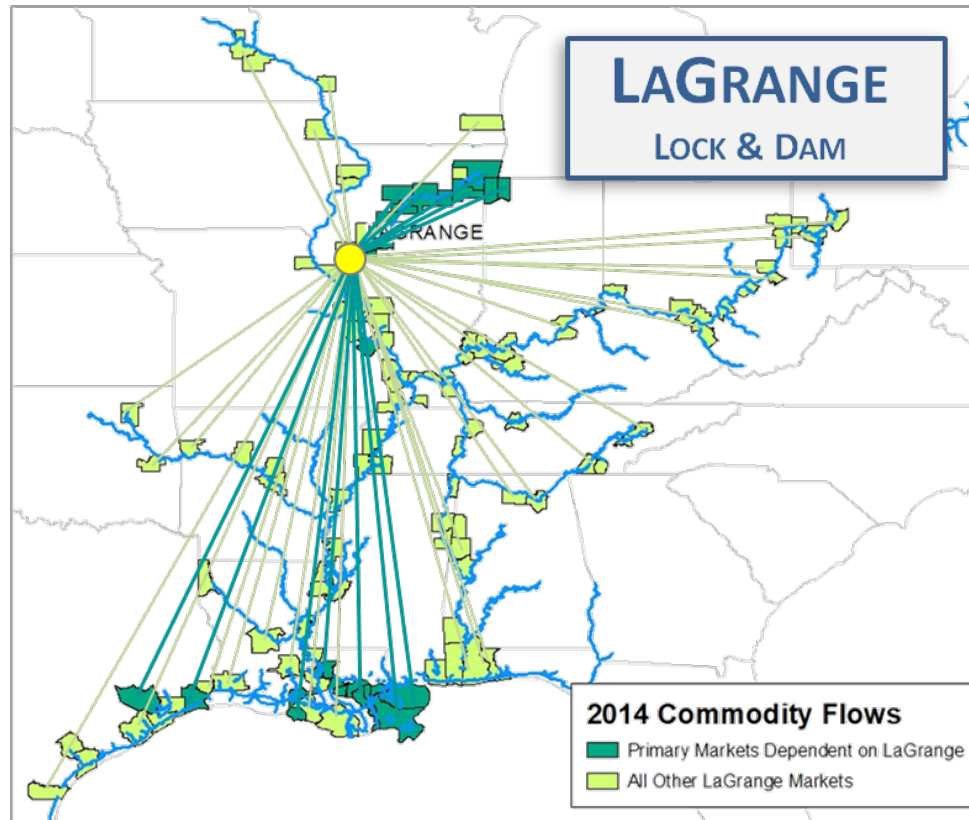 LAGRANGE
LOCK & DAM
LAGRANGE
2014 Commodity Flows
Primary Markets Dependent on LaGrange
All Other LaGrange Markets